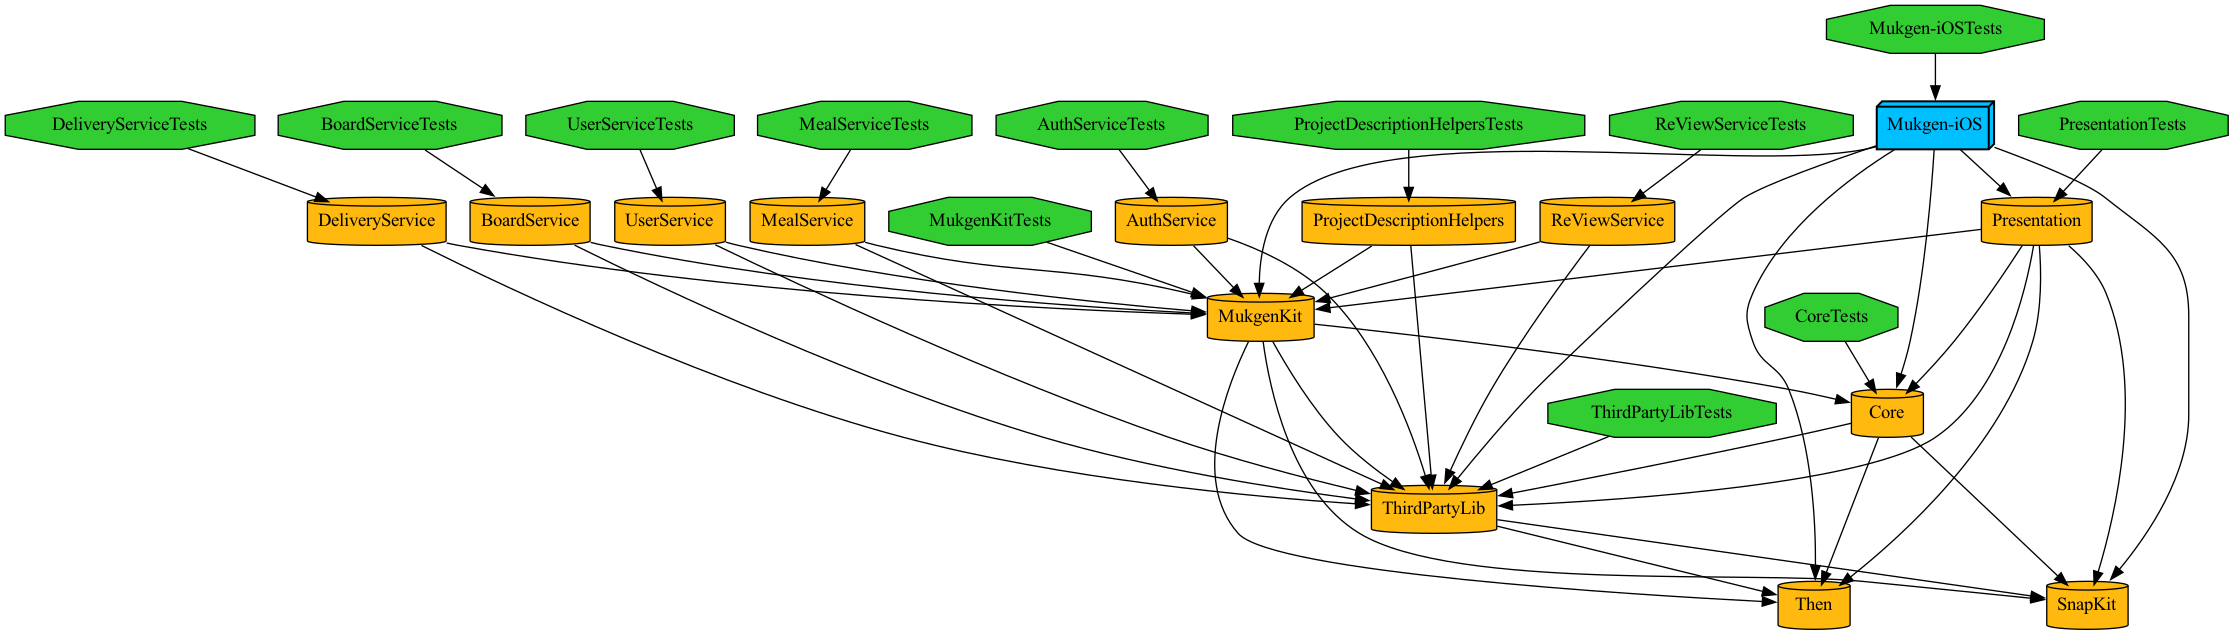 Mukgen-iOSTests
DeliveryServiceTests
BoardServiceTests
UserServiceTests
MealServiceTests
AuthServiceTests
ProjectDescriptionHelpersTests
ReViewServiceTests
Mukgen-iOS
PresentationTests
DeliveryService
BoardService
UserService
MealService
MukgenKitTests
AuthService
ProjectDescriptionHelpers
ReViewService
Presentation
MukgenKit
CoreTests
ThirdPartyLibTests
Core
ThirdPartyLib
Then
SnapKit